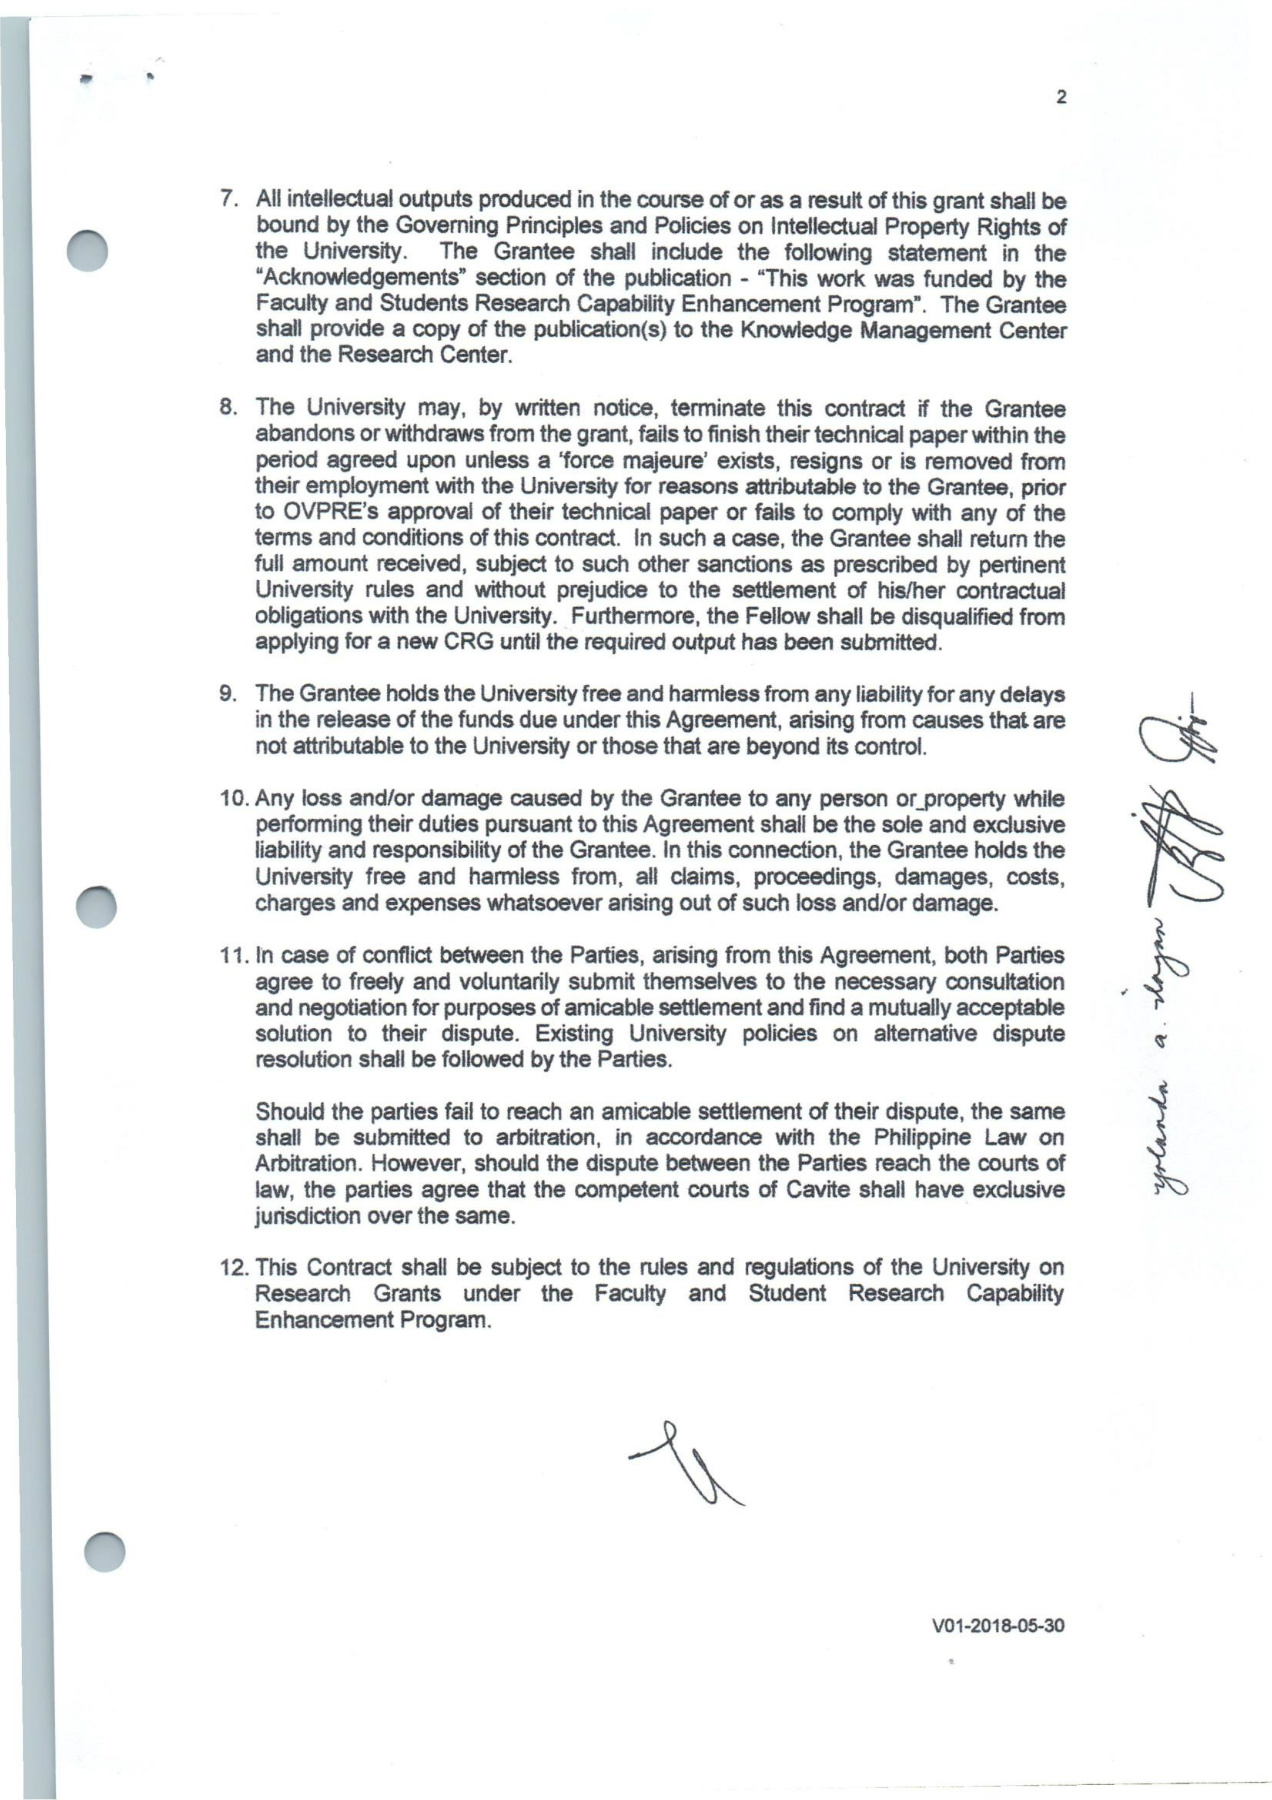 2
7. All intellectual outputs produced in the course of or as a result of this grant shall be
bound by the Governing Principles and Policies on Intellectual Property Rights of
the University. The Grantee shall include the following statement in the
"Acknowledgements" section of the publication - "This work was funded by the
Faculty and Students Research Capability Enhancement Program". The Grantee
shall provide a copy of the publication(s) to the Knowledge Management Center
and the Research Center.
8. The University may, by written notice, terminate this contract if the Grantee
abandons or withdraws from the grant, fails to finish their technical paper within the
period agreed upon unless a 'force majeure' exists, resigns or is removed from
their employment with the University for reasons attributable to the Grantee, prior
to OVPRE's approval of their technical paper or fails to comply with any of the
terms and conditions of this contract. In such a case, the Grantee shall return the
full amount received, subject to such other sanctions as prescribed by pertinent
University rules and without prejudice to the settlement of his/her contractual
obligations with the University. Furthermore, the Fellow shall be disqualified from
applying for a new CRG until the required output has been submitted.
9. The Grantee holds the University free and harmless from any liability for any delays
in the release of the funds due under this Agreement, arising from causes that are
not attributable to the University or those that are beyond its control.
10. Any loss and/or damage caused by the Grantee to any person or property while
performing their duties pursuant to this Agreement shall be the sole and exclusive
liability and responsibility of the Grantee. In this connection, the Grantee holds the
University free and harmless from, all claims, proceedings, damages, costs,
charges and expenses whatsoever arising out of such loss and/or damage.
11. In case of conflict between the Parties, arising from this Agreement, both Parties
agree to freely and voluntarily submit themselves to the necessary consultation
and negotiation for purposes of amicable settlement and find a mutually acceptable
solution to their dispute. Existing University policies on alternative dispute
resolution shall be followed by the Parties.
Should the parties fail to reach an amicable settlement of their dispute, the same
shall be submitted to arbitration, in accordance with the Philippine Law on
Arbitration. However, should the dispute between the Parties reach the courts of
law, the parties agree that the competent courts of Cavite shall have exclusive
jurisdiction over the same.
12. This Contract shall be subject to the rules and regulations of the University on
Research Grants under the Faculty and Student Research Capability
Enhancement Program.
yolanda a. ilagan
V01-2018-05-30